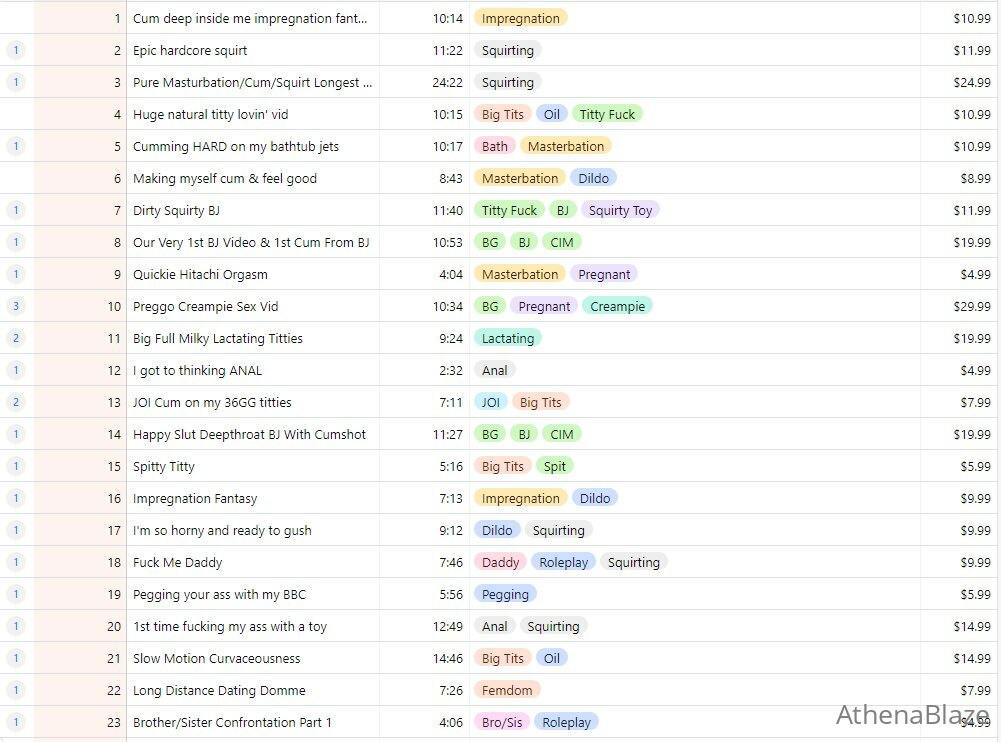 1 Cum deep inside me impregnation fant... 10:14 Impregnation $10.99
1 2 Epic hardcore squirt 11:22 Squirting $11.99
1 3 Pure Masturbation/Cum/Squirt Longest ... 24:22 Squirting $24.99
4 Huge natural titty lovin' vid 10:15 Big Tits Oil Titty Fuck $10.99
1 5 Cumming HARD on my bathtub jets 10:17 Bath Masterbation $10.99
6 Making myself cum & feel good 8:43 Masterbation Dildo $8.99
1 7 Dirty Squirty BJ 11:40 Titty Fuck BJ Squirty Toy $11.99
1 8 Our Very 1st BJ Video & 1st Cum From BJ 10:53 BG BJ CIM $19.99
1 9 Quickie Hitachi Orgasm 4:04 Masterbation Pregnant $4.99
3 10 Preggo Creampie Sex Vid 10:34 BG Pregnant Creampie $29.99
2 11 Big Full Milky Lactating Titties 9:24 Lactating $19.99
1 12 I got to thinking ANAL 2:32 Anal $4.99
2 13 JOI Cum on my 36GG titties 7:11 JOI Big Tits $7.99
1 14 Happy Slut Deepthroat BJ With Cumshot 11:27 BG BJ CIM $19.99
1 15 Spitty Titty 5:16 Big Tits Spit $5.99
1 16 Impregnation Fantasy 7:13 Impregnation Dildo $9.99
1 17 I'm so horny and ready to gush 9:12 Dildo Squirting $9.99
1 18 Fuck Me Daddy 7:46 Daddy Roleplay Squirting $9.99
1 19 Pegging your ass with my BBC 5:56 Pegging $5.99
1 20 1st time fucking my ass with a toy 12:49 Anal Squirting $14.99
1 21 Slow Motion Curvaceousness 14:46 Big Tits Oil $14.99
1 22 Long Distance Dating Domme 7:26 Femdom $7.99
1 23 Brother/Sister Confrontation Part 1 4:06 Bro/Sis Roleplay $4.99
AthenaBlaze